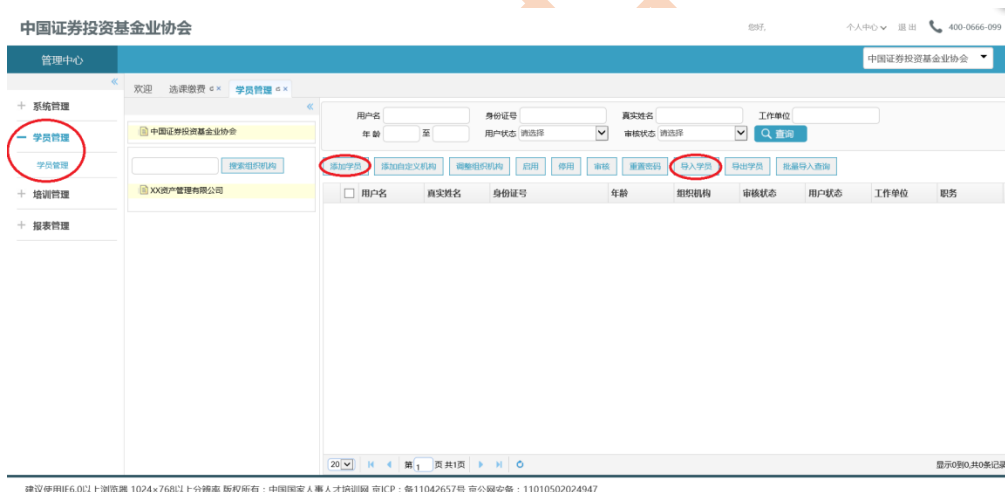 中国证券投资基金业协会
您好,
个人中心 退出 400-0666-099
管理中心
中国证券投资基金业协会
欢迎 选课缴费 学员管理
系统管理
学员管理
学员管理
培训管理
报表管理
中国证券投资基金业协会
搜索组织机构
XX资产管理有限公司
用户名 身份证号 真实姓名 工作单位
年龄 至 用户状态 请选择 审核状态 请选择 查询
添加学员 添加自定义机构 调整组织机构 启用 停用 审核 重置密码 导入学员 导出学员 批量导入查询
用户名 真实姓名 身份证号 年龄 组织机构 审核状态 用户状态 工作单位 职务
20 第 1 页 共1页 显示0到0,共0条记录
建议使用IE6.0以上浏览器 1024×768以上分辨率 版权所有：中国国家人事人才培训网 京ICP：备11042657号 京公网安备：11010502024947